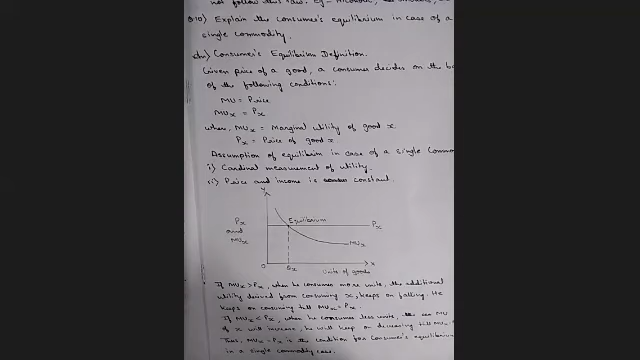 not follow this law. Eg -
Q.10) Explain the consumer's equilibrium in case of a
single commodity.
Consumer's Equilibrium Definition.
Given price of a good, a consumer decides on the
of the following conditions:
MU = Price
MUx = Px
where, MUx = Marginal utility of good x.
Px = Price of good x
Assumption of equilibrium in case of a single
i) Cardinal measurement of utility.
ii) Price and income is constant.
Y
Px
and
MUx
Equilibrium
Px
MUx
O
Qx
X
Units of goods
If MUx > Px, when he consumes more units, the additional
utility derived from consuming x, keeps on falling. He
keeps on consuming till MUx = Px.
If MUx < Px, when he consumes less units, the MU
of x will increase, he will keep on decreasing till MUx
Thus, MUx = Px is the condition for consumer's
in a single commodity case.